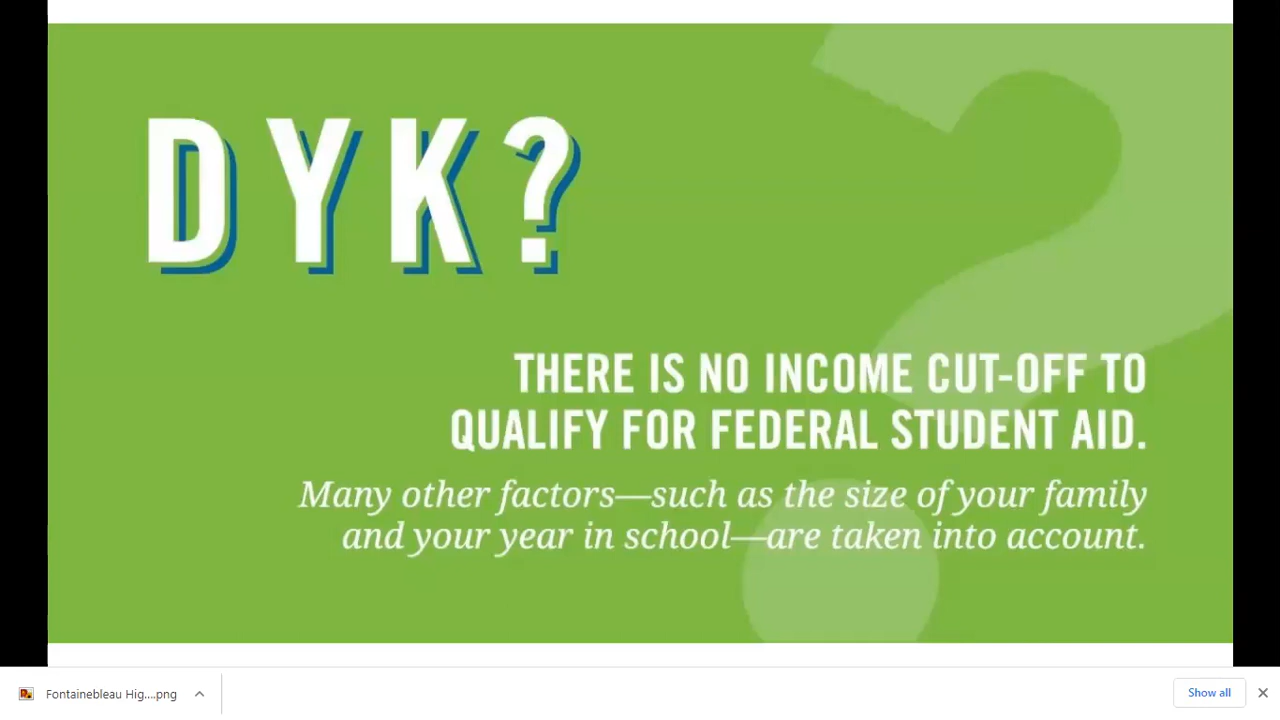 DYK?
THERE IS NO INCOME CUT-OFF TO
QUALIFY FOR FEDERAL STUDENT AID.
Many other factors—such as the size of your family
and your year in school—are taken into account.
Fontainebleau Hig....png
Show all